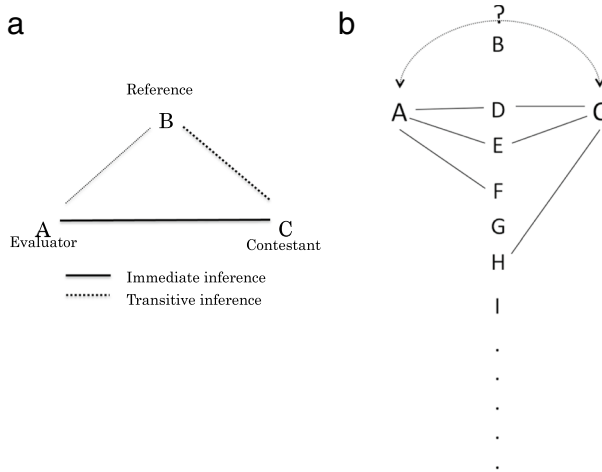 a
Reference
B
A
Evaluator
C
Contestant
Immediate inference
Transitive inference
b
?
B
A
D
C
E
F
G
H
I
.
.
.
.
.